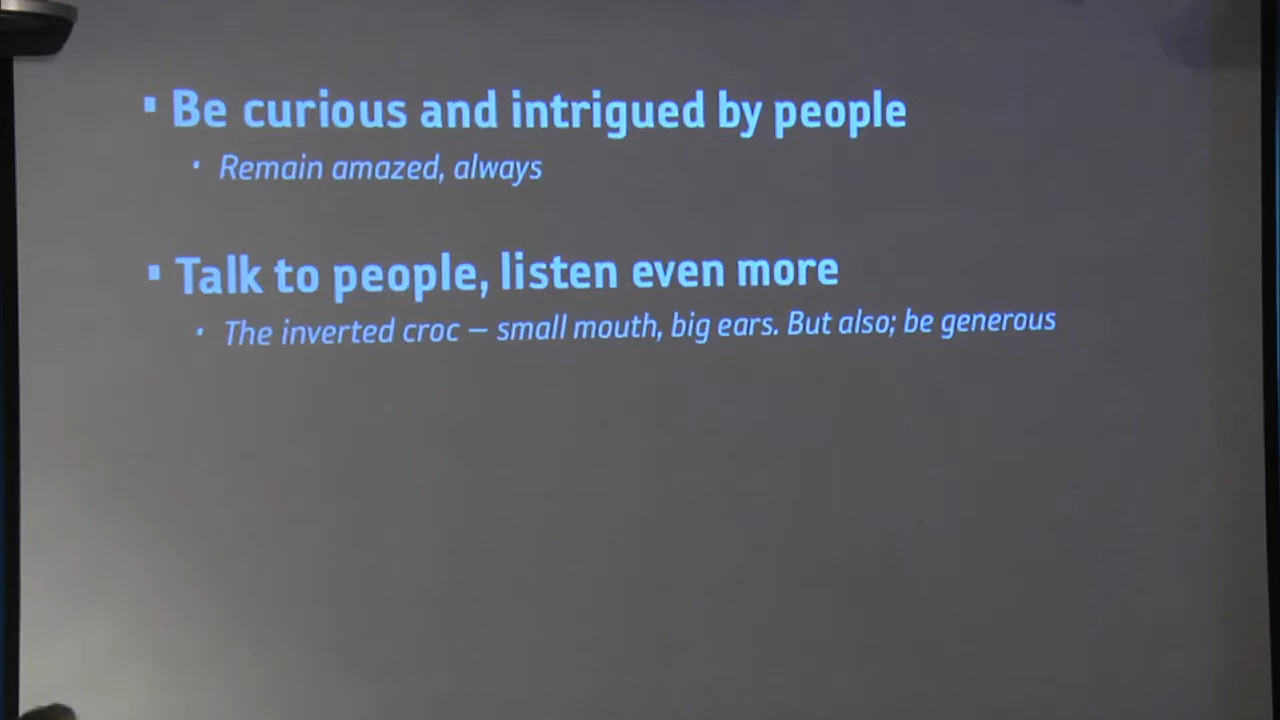 ▪ Be curious and intrigued by people
▪ Remain amazed, always
▪ Talk to people, listen even more
▪ The inverted croc – small mouth, big ears. But also; be generous